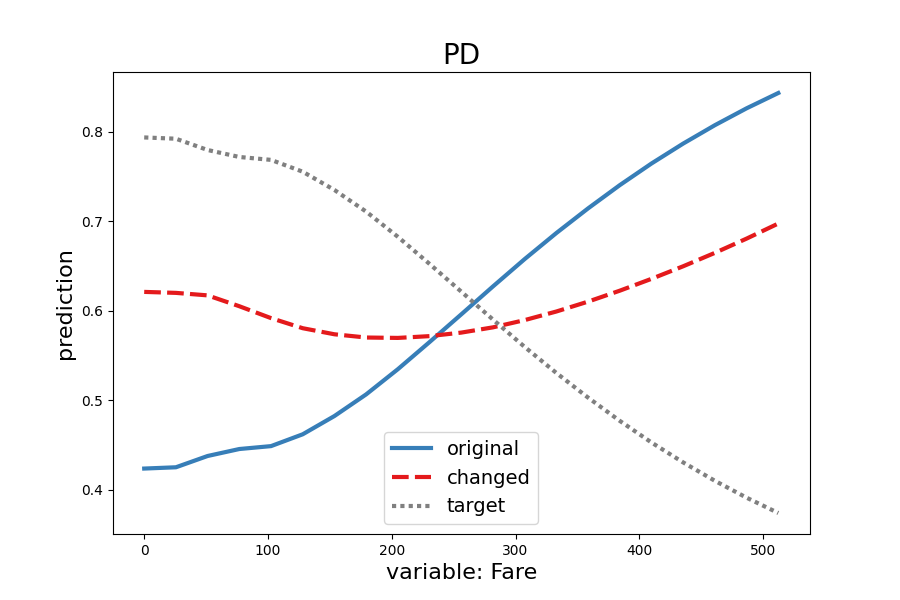 PD
prediction
0.8
0.7
0.6
0.5
0.4
original
changed
target
0 100 200 300 400 500
variable: Fare